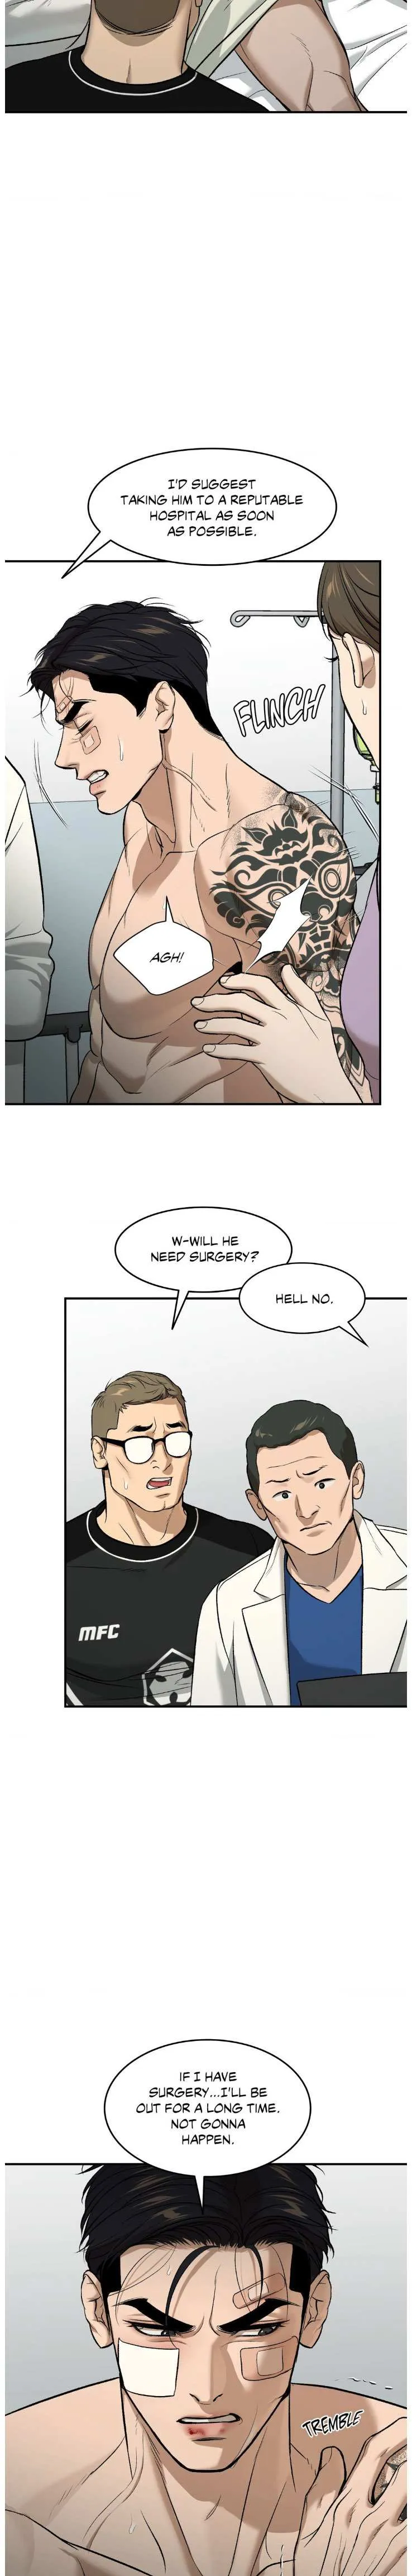 I'D SUGGEST
TAKING HIM TO A REPUTABLE
HOSPITAL AS SOON
AS POSSIBLE.
FLINCH
AGH!
W-WILL HE
NEED SURGERY?
HELL NO.
MFC
IF I HAVE
SURGERY...I'LL BE
OUT FOR A LONG TIME.
NOT GONNA
HAPPEN.
TREMBLE